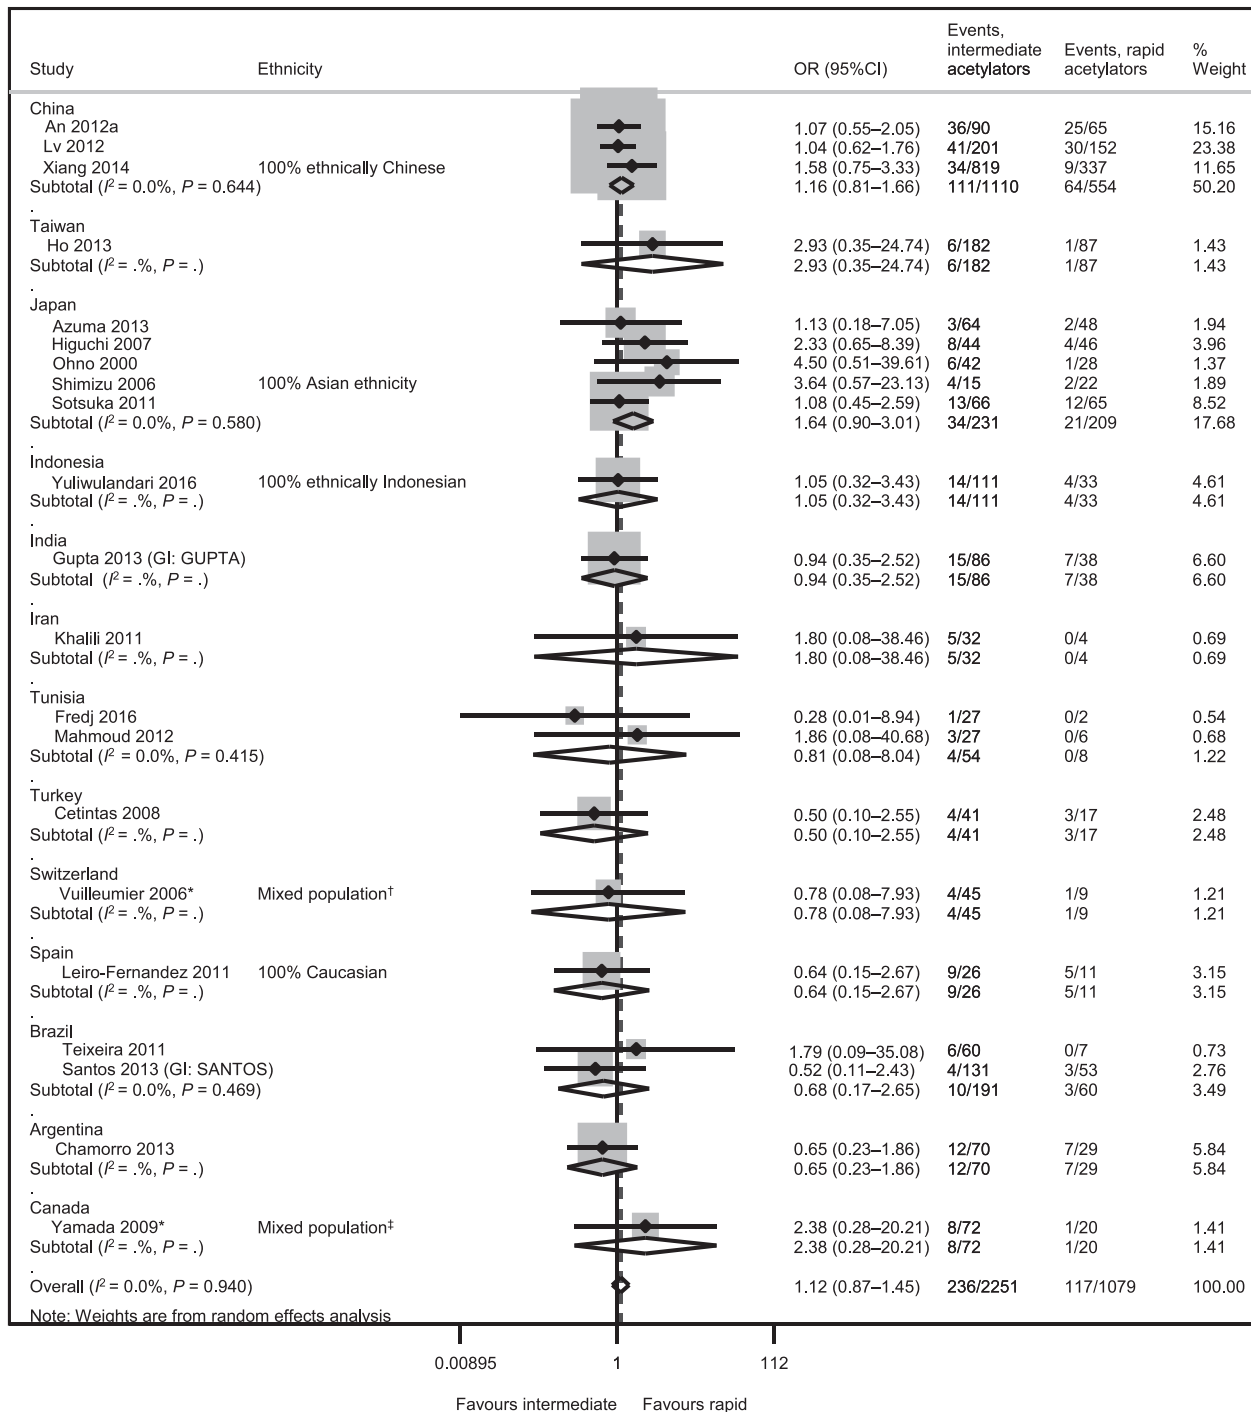 Study Ethnicity OR (95%CI) Events, intermediate acetylators Events, rapid acetylators % Weight
China
An 2012a 1.07 (0.55–2.05) 36/90 25/65 15.16
Lv 2012 1.04 (0.62–1.76) 41/201 30/152 23.38
Xiang 2014 100% ethnically Chinese 1.58 (0.75–3.33) 34/819 9/337 11.65
Subtotal (I² = 0.0%, P = 0.644) 1.16 (0.81–1.66) 111/1110 64/554 50.20
.
Taiwan
Ho 2013 2.93 (0.35–24.74) 6/182 1/87 1.43
Subtotal (I² = .%, P = .) 2.93 (0.35–24.74) 6/182 1/87 1.43
.
Japan
Azuma 2013 1.13 (0.18–7.05) 3/64 2/48 1.94
Higuchi 2007 2.33 (0.65–8.39) 8/44 4/46 3.96
Ohno 2000 4.50 (0.51–39.61) 6/42 1/28 1.37
Shimizu 2006 100% Asian ethnicity 3.64 (0.57–23.13) 4/15 2/22 1.89
Sotsuka 2011 1.08 (0.45–2.59) 13/66 12/65 8.52
Subtotal (I² = 0.0%, P = 0.580) 1.64 (0.90–3.01) 34/231 21/209 17.68
.
Indonesia
Yuliwulandari 2016 100% ethnically Indonesian 1.05 (0.32–3.43) 14/111 4/33 4.61
Subtotal (I² = .%, P = .) 1.05 (0.32–3.43) 14/111 4/33 4.61
.
India
Gupta 2013 (GI: GUPTA) 0.94 (0.35–2.52) 15/86 7/38 6.60
Subtotal (I² = .%, P = .) 0.94 (0.35–2.52) 15/86 7/38 6.60
.
Iran
Khalili 2011 1.80 (0.08–38.46) 5/32 0/4 0.69
Subtotal (I² = .%, P = .) 1.80 (0.08–38.46) 5/32 0/4 0.69
.
Tunisia
Fredj 2016 0.28 (0.01–8.94) 1/27 0/2 0.54
Mahmoud 2012 1.86 (0.08–40.68) 3/27 0/6 0.68
Subtotal (I² = 0.0%, P = 0.415) 0.81 (0.08–8.04) 4/54 0/8 1.22
.
Turkey
Cetintas 2008 0.50 (0.10–2.55) 4/41 3/17 2.48
Subtotal (I² = .%, P = .) 0.50 (0.10–2.55) 4/41 3/17 2.48
.
Switzerland
Vuilleumier 2006* Mixed population† 0.78 (0.08–7.93) 4/45 1/9 1.21
Subtotal (I² = .%, P = .) 0.78 (0.08–7.93) 4/45 1/9 1.21
.
Spain
Leiro-Fernandez 2011 100% Caucasian 0.64 (0.15–2.67) 9/26 5/11 3.15
Subtotal (I² = .%, P = .) 0.64 (0.15–2.67) 9/26 5/11 3.15
.
Brazil
Teixeira 2011 1.79 (0.09–35.08) 6/60 0/7 0.73
Santos 2013 (GI: SANTOS) 0.52 (0.11–2.43) 4/131 3/53 2.76
Subtotal (I² = 0.0%, P = 0.469) 0.68 (0.17–2.65) 10/191 3/60 3.49
.
Argentina
Chamorro 2013 0.65 (0.23–1.86) 12/70 7/29 5.84
Subtotal (I² = .%, P = .) 0.65 (0.23–1.86) 12/70 7/29 5.84
.
Canada
Yamada 2009* Mixed population‡ 2.38 (0.28–20.21) 8/72 1/20 1.41
Subtotal (I² = .%, P = .) 2.38 (0.28–20.21) 8/72 1/20 1.41
.
Overall (I² = 0.0%, P = 0.940) 1.12 (0.87–1.45) 236/2251 117/1079 100.00
Note: Weights are from random effects analysis
0.00895 1 112
Favours intermediate Favours rapid